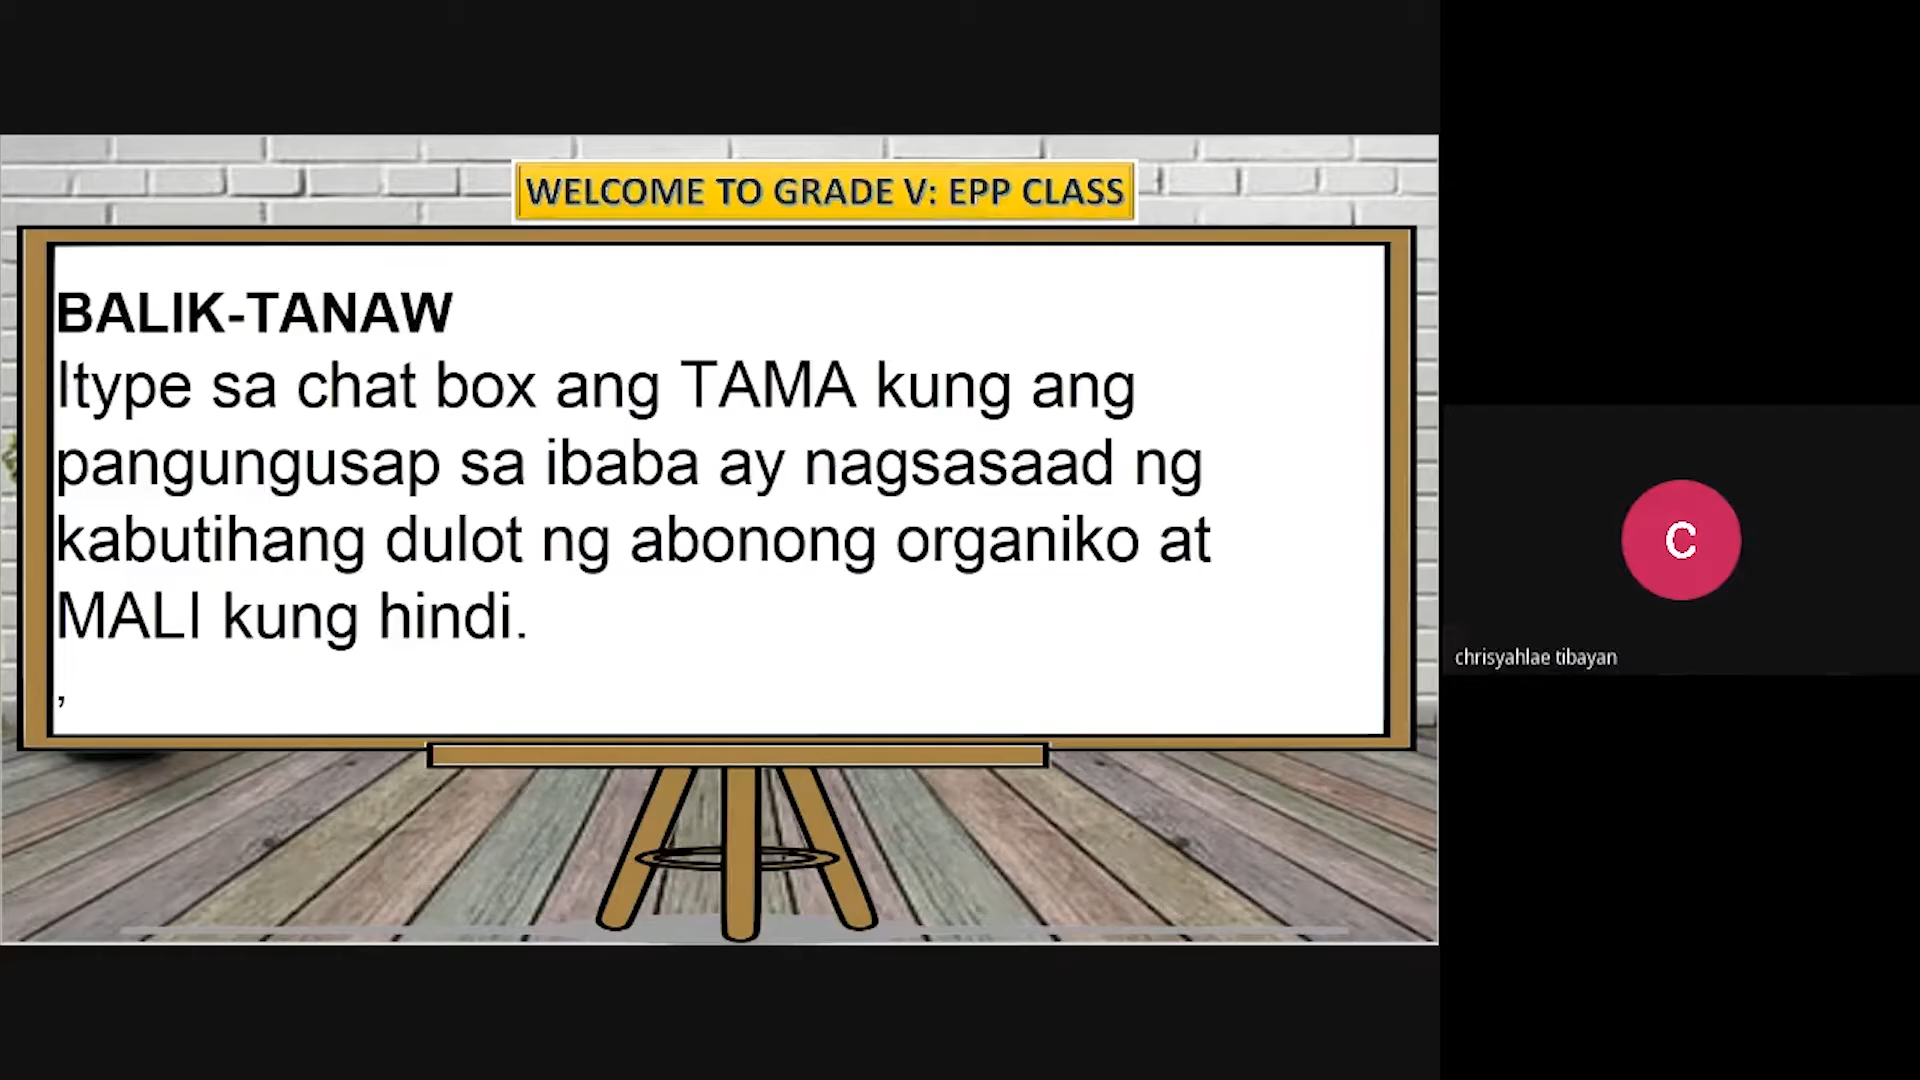 WELCOME TO GRADE V: EPP CLASS
BALIK-TANAW
Itype sa chat box ang TAMA kung ang
pangungusap sa ibaba ay nagsasaad ng
kabutihang dulot ng abonong organiko at
MALI kung hindi.
,
C
chrisyahlae tibayan